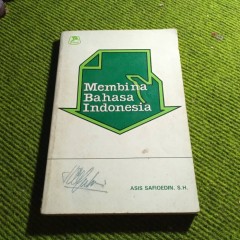 Membina
Bahasa
Indonesia
ASIS SAFIOEDIN, S.H.